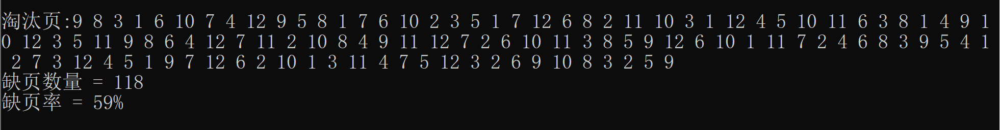 淘汰页:9 8 3 1 6 10 7 4 12 9 5 8 1 7 6 10 2 3 5 1 7 12 6 8 2 11 10 3 1 12 4 5 10 11 6 3 8 1 4 9 1
0 12 3 5 11 9 8 6 4 12 7 11 2 10 8 4 9 11 12 7 2 6 10 11 3 8 5 9 12 6 10 1 11 7 2 4 6 8 3 9 5 4 1
2 7 3 12 4 5 1 9 7 12 6 2 10 1 3 11 4 7 5 12 3 2 6 9 10 8 3 2 5 9
缺页数量 = 118
缺页率 = 59%